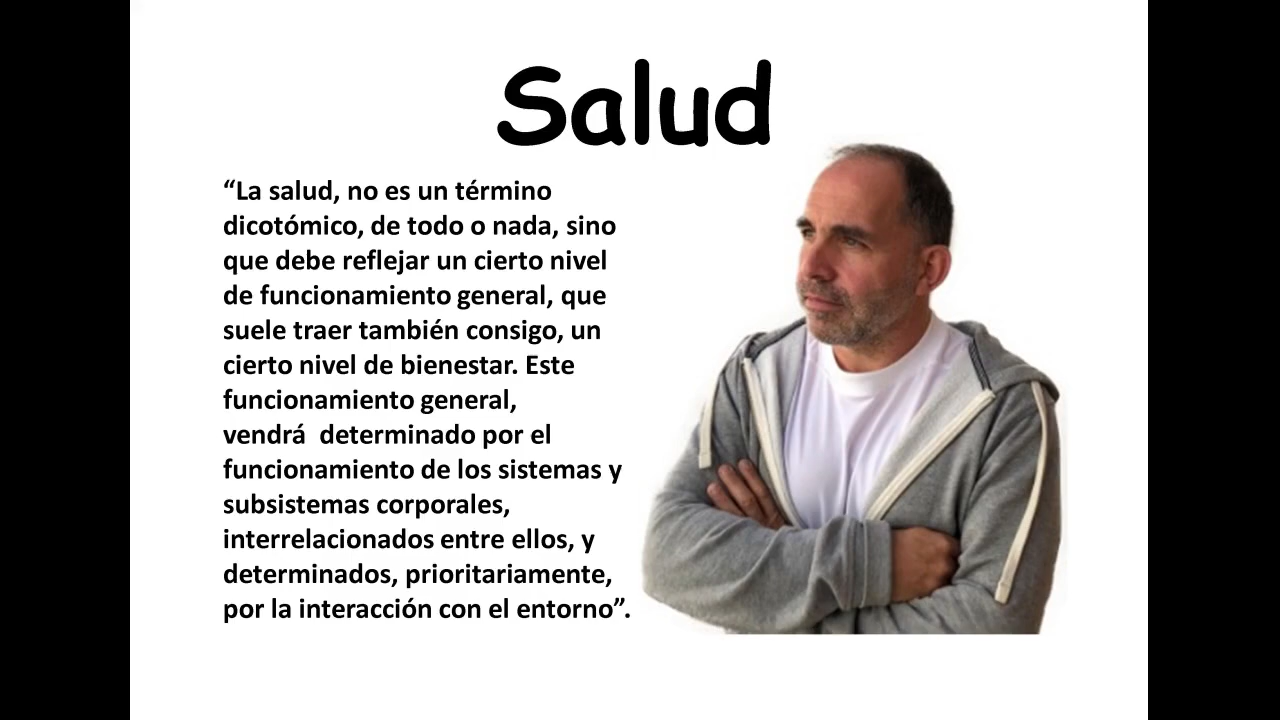 Salud
“La salud, no es un término
dicotómico, de todo o nada, sino
que debe reflejar un cierto nivel
de funcionamiento general, que
suele traer también consigo, un
cierto nivel de bienestar. Este
funcionamiento general,
vendrá  determinado por el
funcionamiento de los sistemas y
subsistemas corporales,
interrelacionados entre ellos, y
determinados, prioritariamente,
por la interacción con el entorno”.